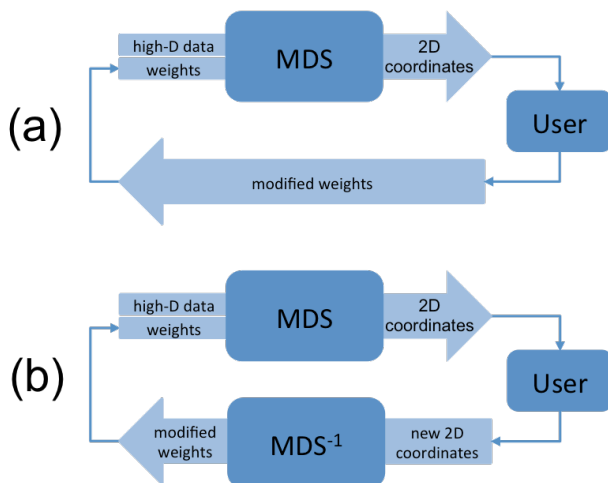 high-D data
weights
MDS
2D
coordinates
User
(a)
modified weights
high-D data
weights
MDS
2D
coordinates
User
(b)
modified
weights
MDS-1
new 2D
coordinates